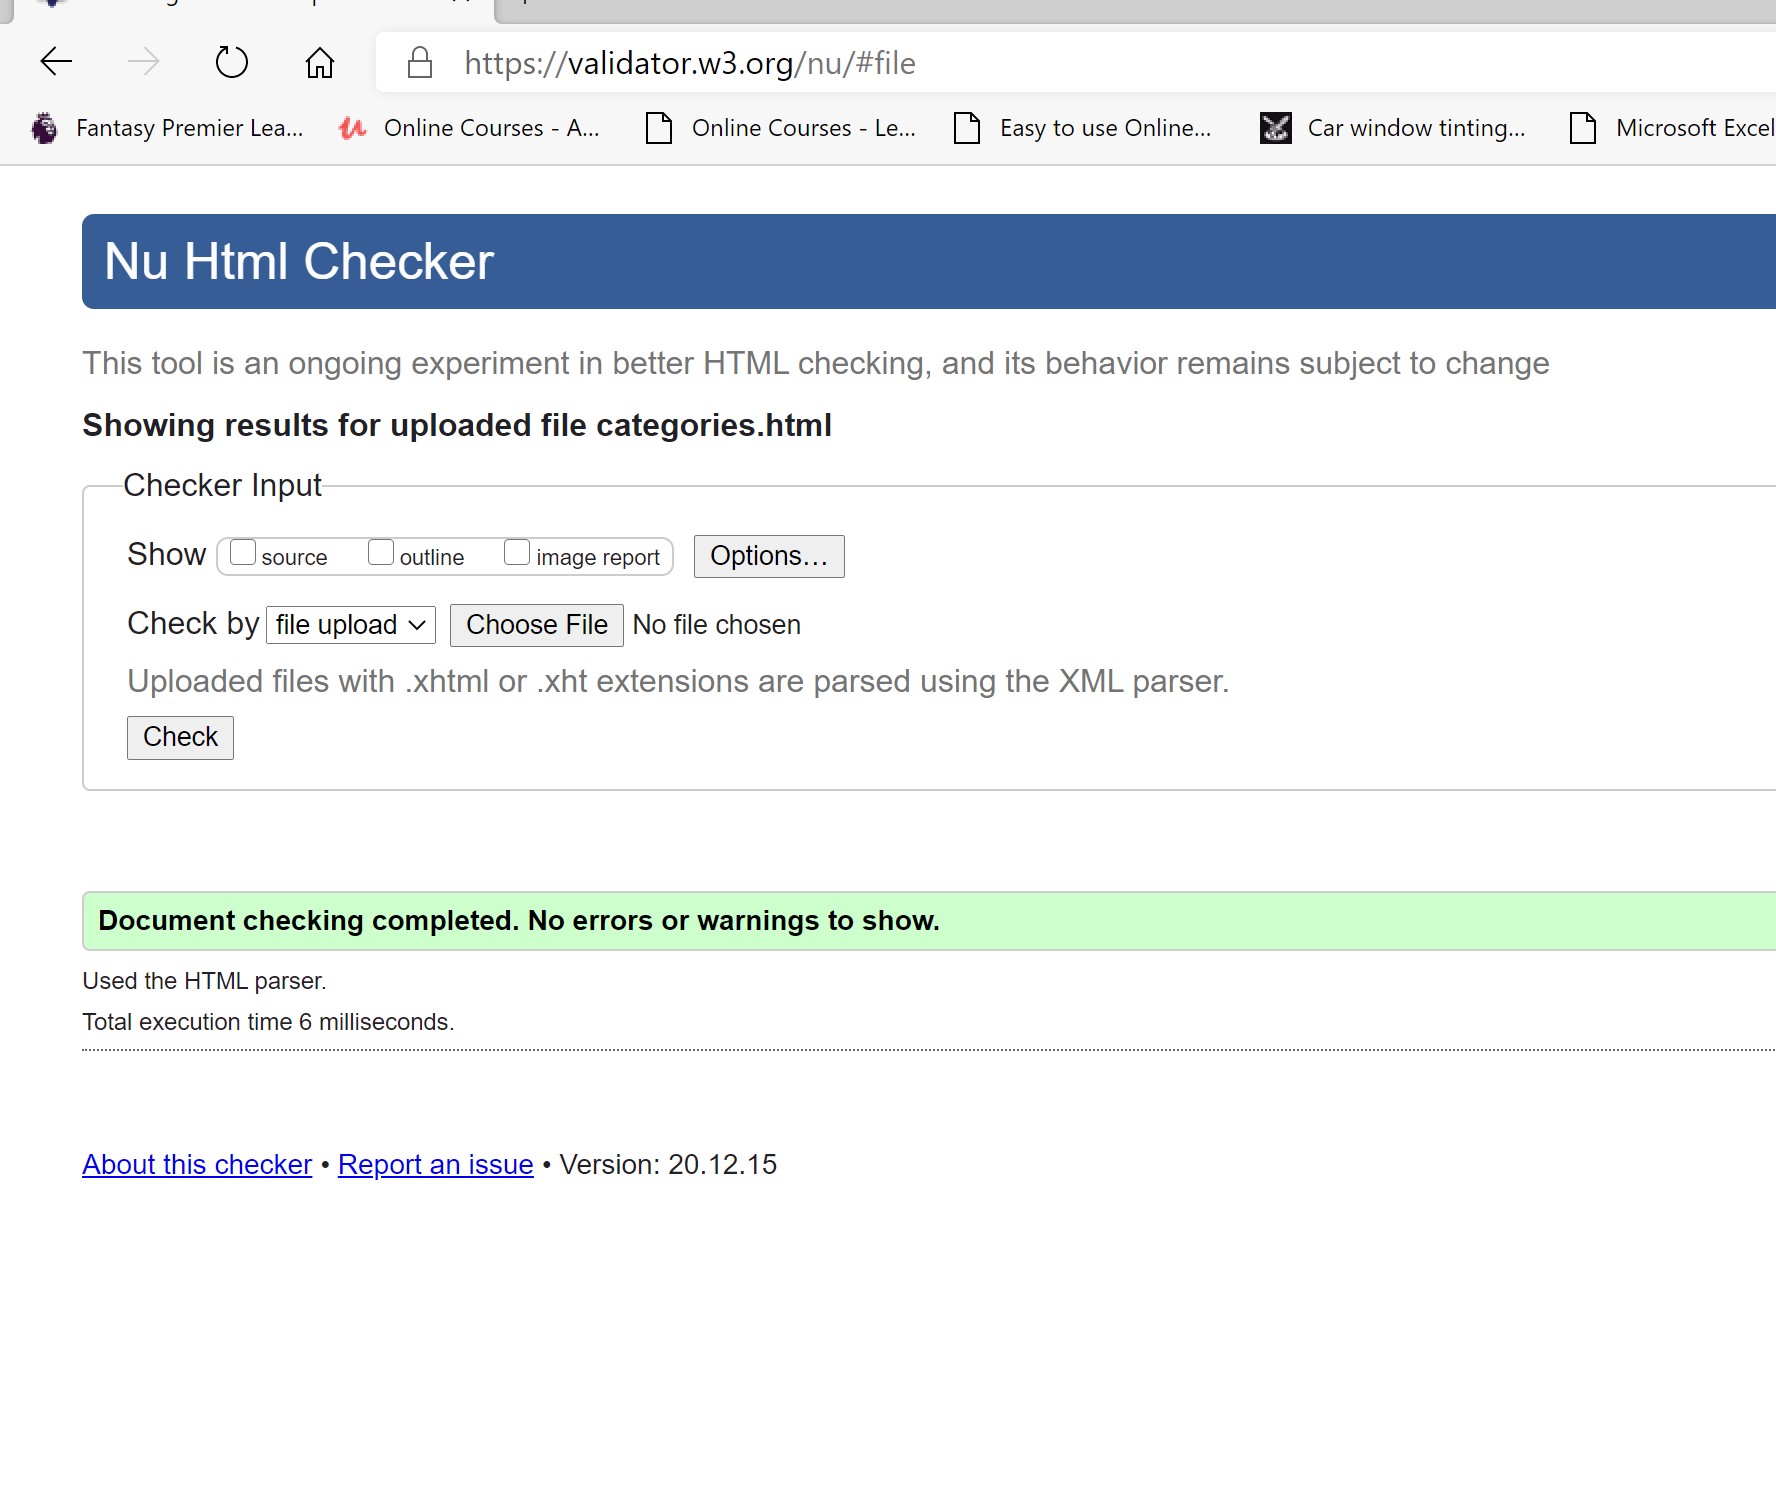 https://validator.w3.org/nu/#file
Fantasy Premier Lea... Online Courses - A... Online Courses - Le... Easy to use Online... Car window tinting... Microsoft Excel
Nu Html Checker
This tool is an ongoing experiment in better HTML checking, and its behavior remains subject to change
Showing results for uploaded file categories.html
Checker Input
Show source outline image report Options...
Check by file upload Choose File No file chosen
Uploaded files with .xhtml or .xht extensions are parsed using the XML parser.
Check
Document checking completed. No errors or warnings to show.
Used the HTML parser.
Total execution time 6 milliseconds.
About this checker • Report an issue • Version: 20.12.15